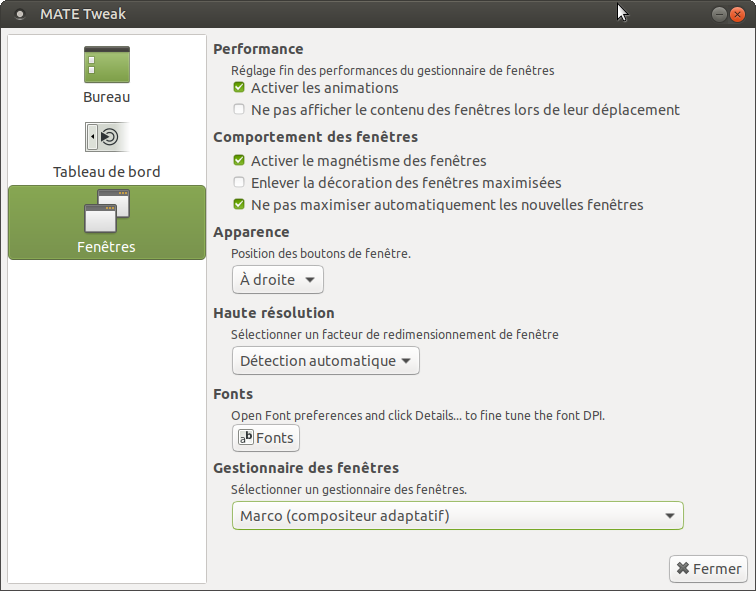 MATE Tweak
Bureau
Tableau de bord
Fenêtres
Performance
Réglage fin des performances du gestionnaire de fenêtres
Activer les animations
Ne pas afficher le contenu des fenêtres lors de leur déplacement
Comportement des fenêtres
Activer le magnétisme des fenêtres
Enlever la décoration des fenêtres maximisées
Ne pas maximiser automatiquement les nouvelles fenêtres
Apparence
Position des boutons de fenêtre.
À droite
Haute résolution
Sélectionner un facteur de redimensionnement de fenêtre
Détection automatique
Fonts
Open Font preferences and click Details... to fine tune the font DPI.
ab Fonts
Gestionnaire des fenêtres
Sélectionner un gestionnaire des fenêtres.
Marco (compositeur adaptatif)
Fermer